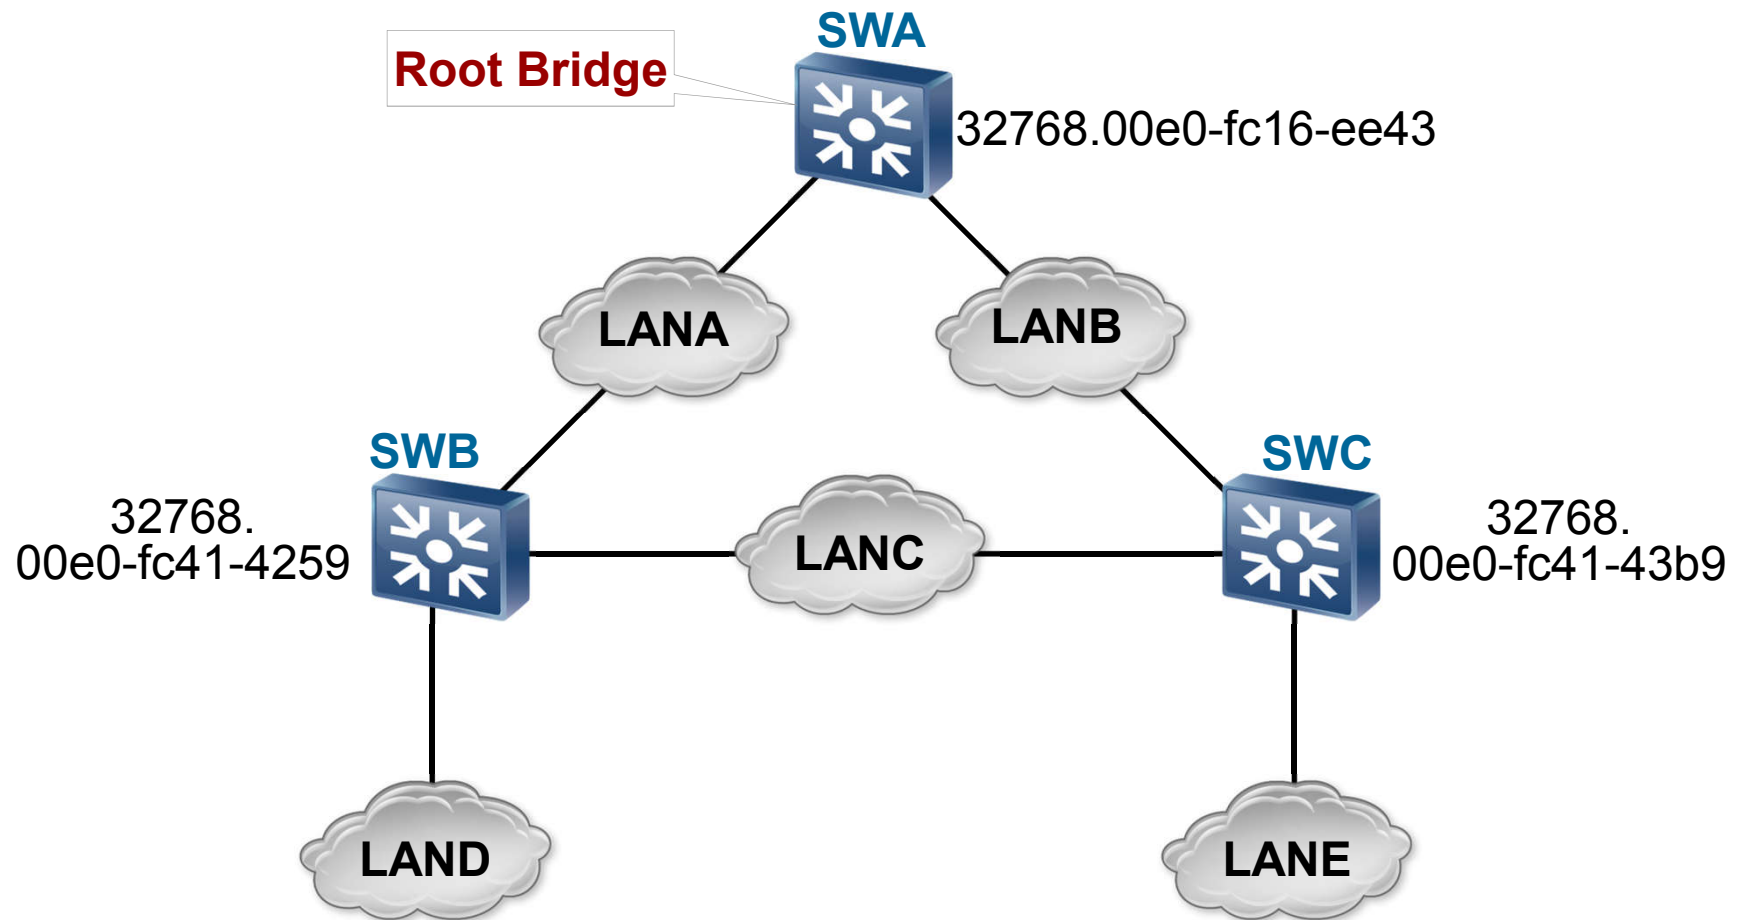 SWA
Root Bridge
32768.00e0-fc16-ee43
LANA
LANB
SWB
SWC
32768.
00e0-fc41-4259
LANC
32768.
00e0-fc41-43b9
LAND
LANE